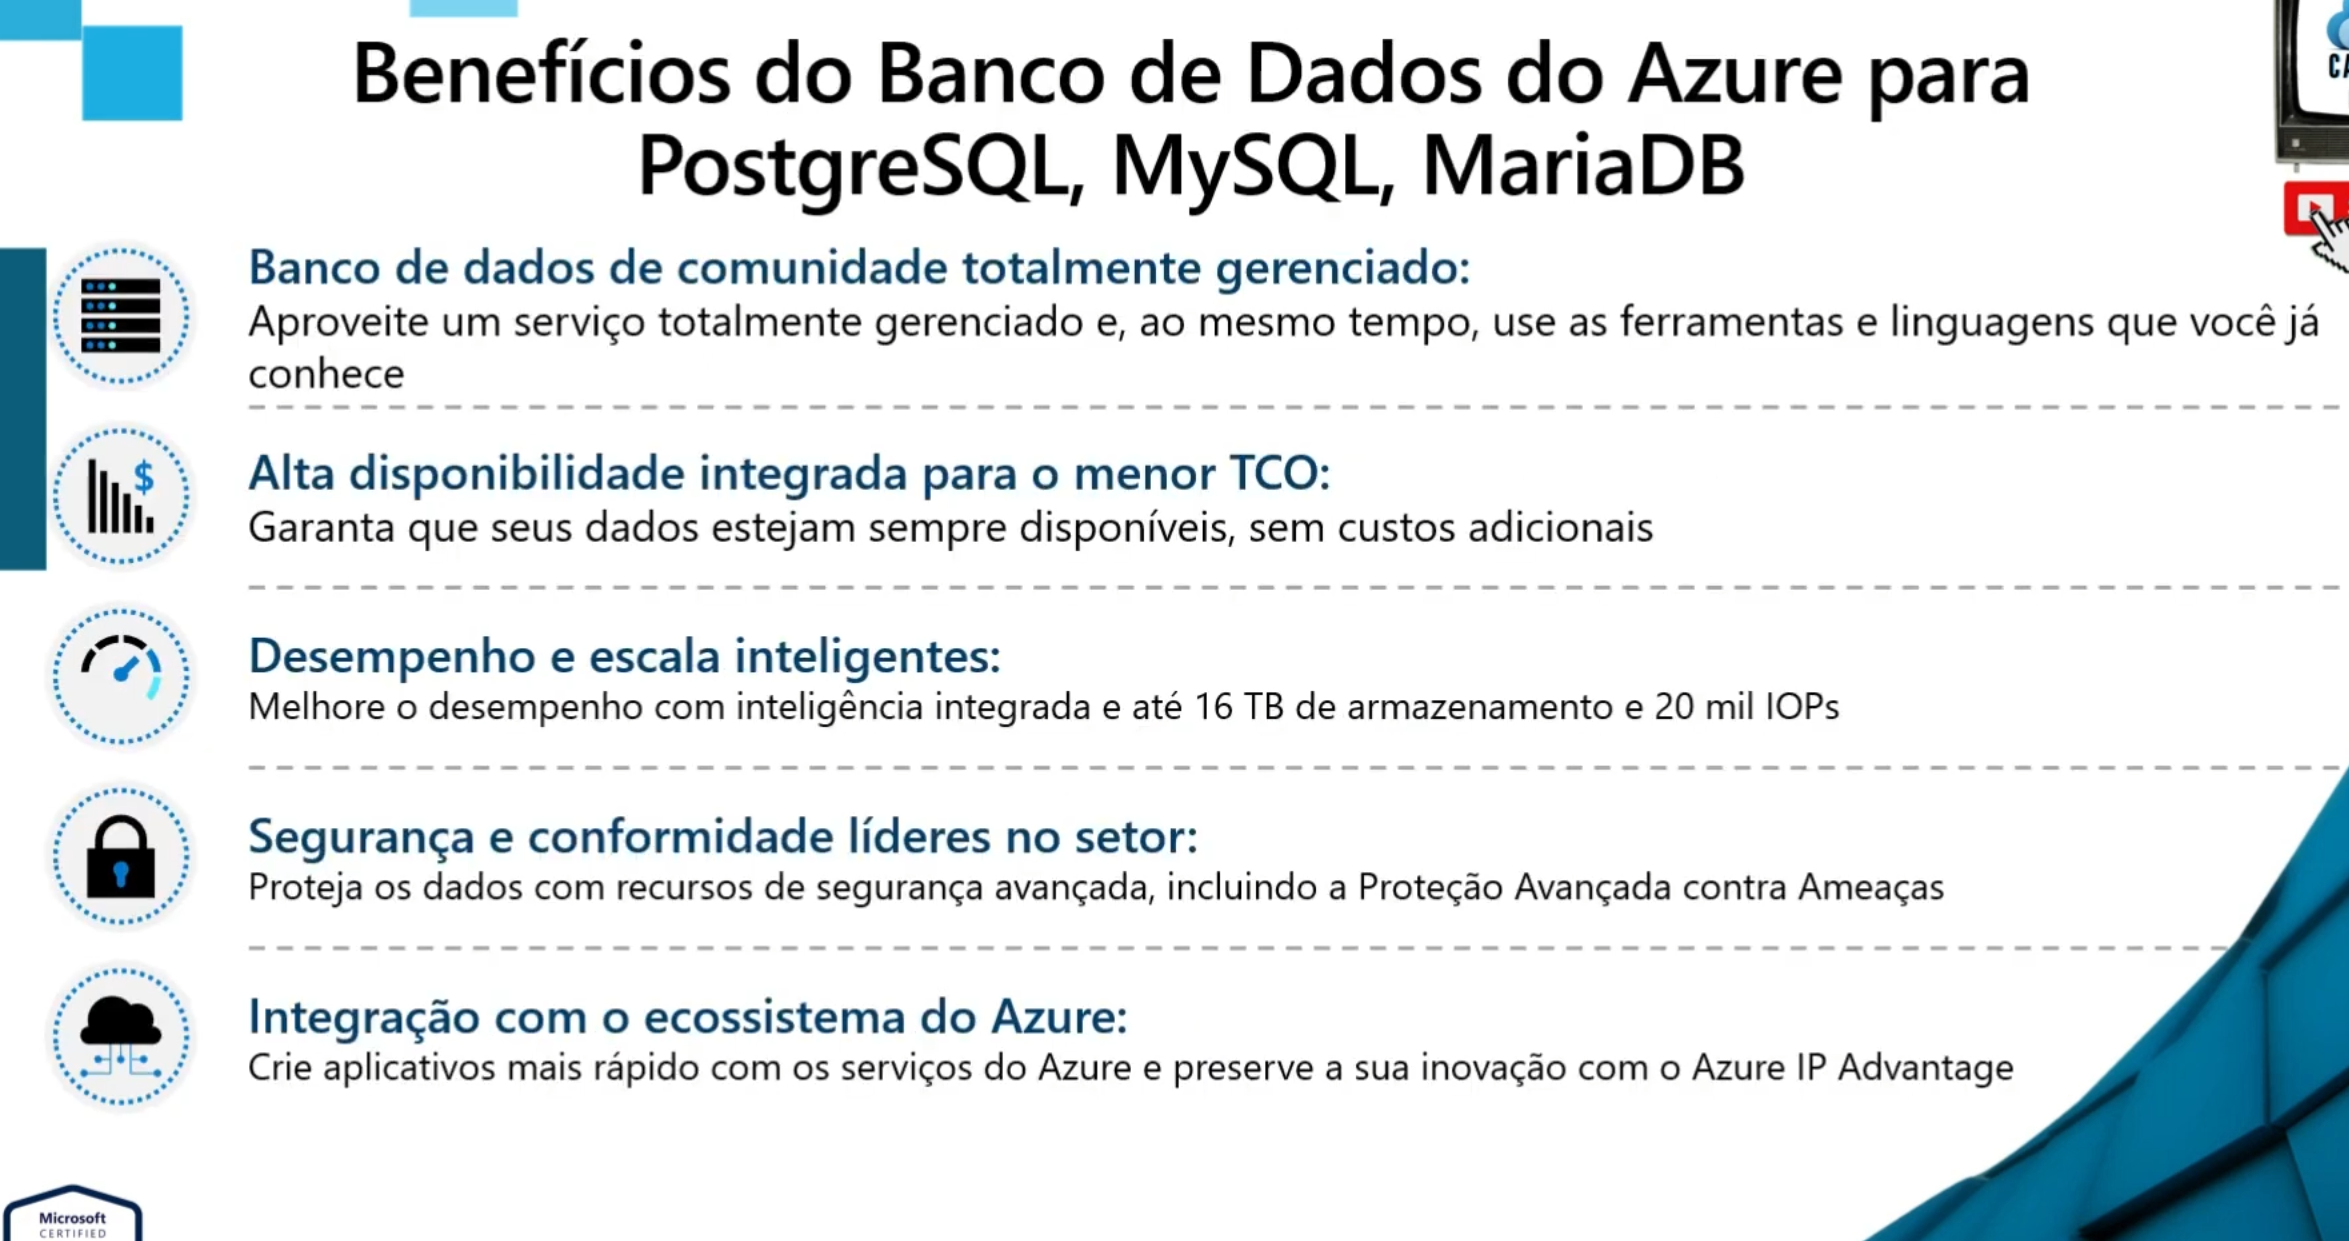 Benefícios do Banco de Dados do Azure para
PostgreSQL, MySQL, MariaDB
Banco de dados de comunidade totalmente gerenciado:
Aproveite um serviço totalmente gerenciado e, ao mesmo tempo, use as ferramentas e linguagens que você já
conhece
$
Alta disponibilidade integrada para o menor TCO:
Garanta que seus dados estejam sempre disponíveis, sem custos adicionais
Desempenho e escala inteligentes:
Melhore o desempenho com inteligência integrada e até 16 TB de armazenamento e 20 mil IOPs
Segurança e conformidade líderes no setor:
Proteja os dados com recursos de segurança avançada, incluindo a Proteção Avançada contra Ameaças
Integração com o ecossistema do Azure:
Crie aplicativos mais rápido com os serviços do Azure e preserve a sua inovação com o Azure IP Advantage
Microsoft
CERTIFIED